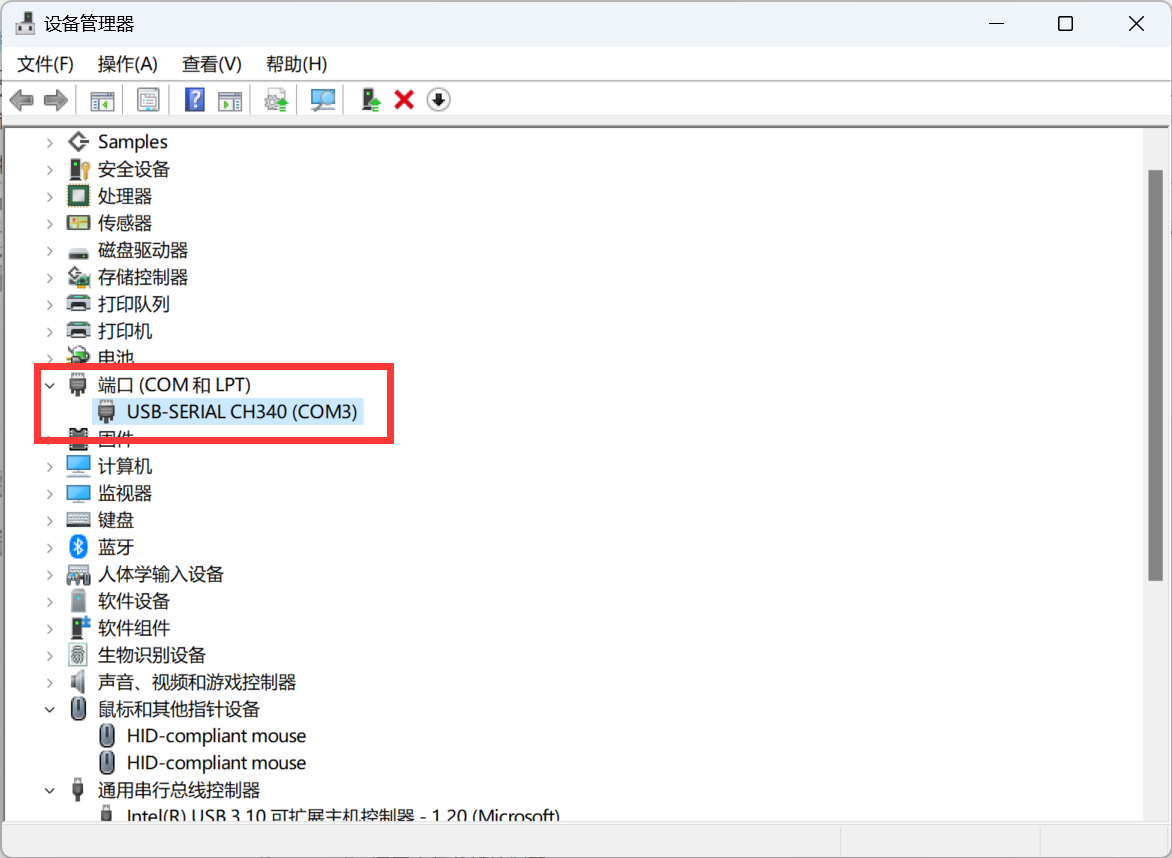 设备管理器
文件(F) 操作(A) 查看(V) 帮助(H)
Samples
安全设备
处理器
传感器
磁盘驱动器
存储控制器
打印队列
打印机
电池
端口 (COM 和 LPT)
USB-SERIAL CH340 (COM3)
固件
计算机
监视器
键盘
蓝牙
人体学输入设备
软件设备
软件组件
生物识别设备
声音、视频和游戏控制器
鼠标和其他指针设备
HID-compliant mouse
HID-compliant mouse
通用串行总线控制器
Intel(R) USB 3.10 可扩展主机控制器 - 1.20 (Microsoft)